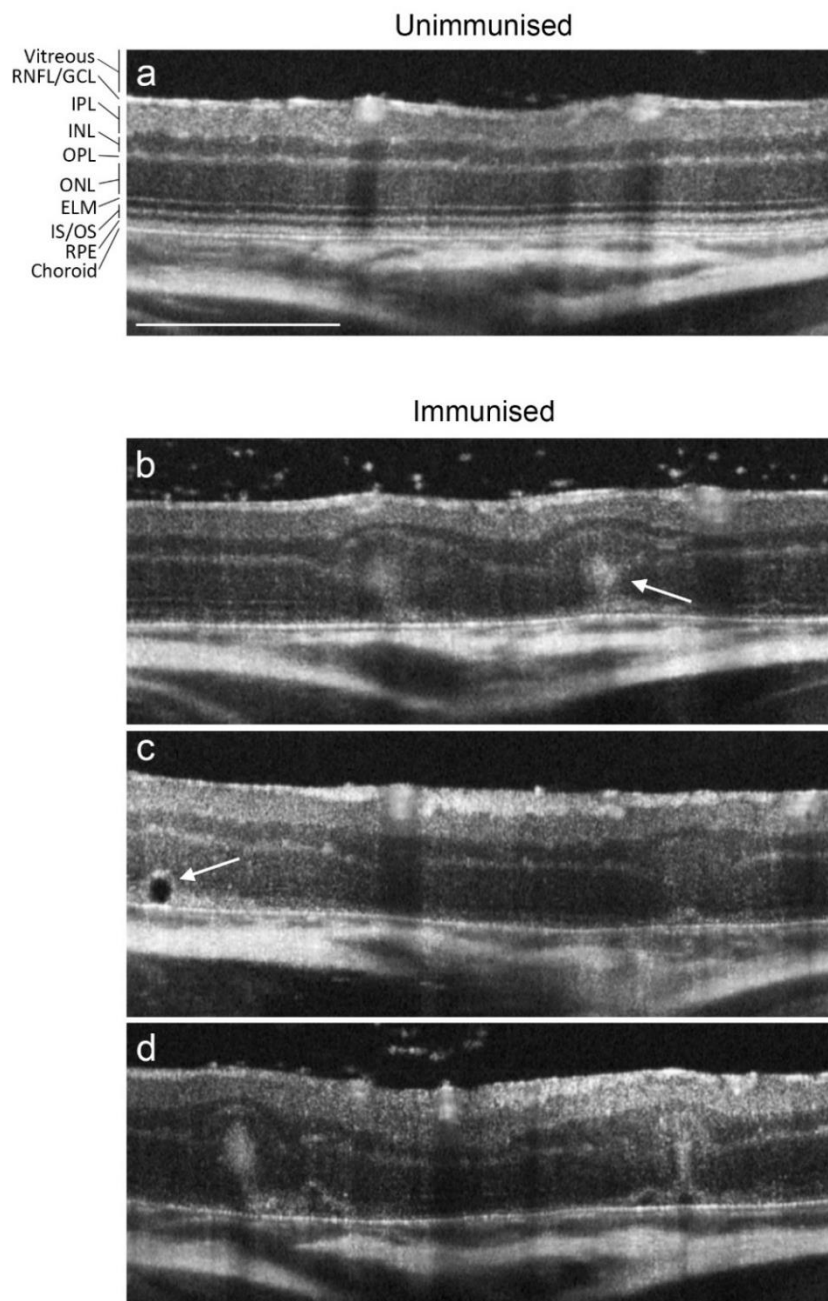 Unimmunised
a
Vitreous
RNFL/GCL
IPL
INL
OPL
ONL
ELM
IS/OS
RPE
Choroid
Immunised
b
c
d